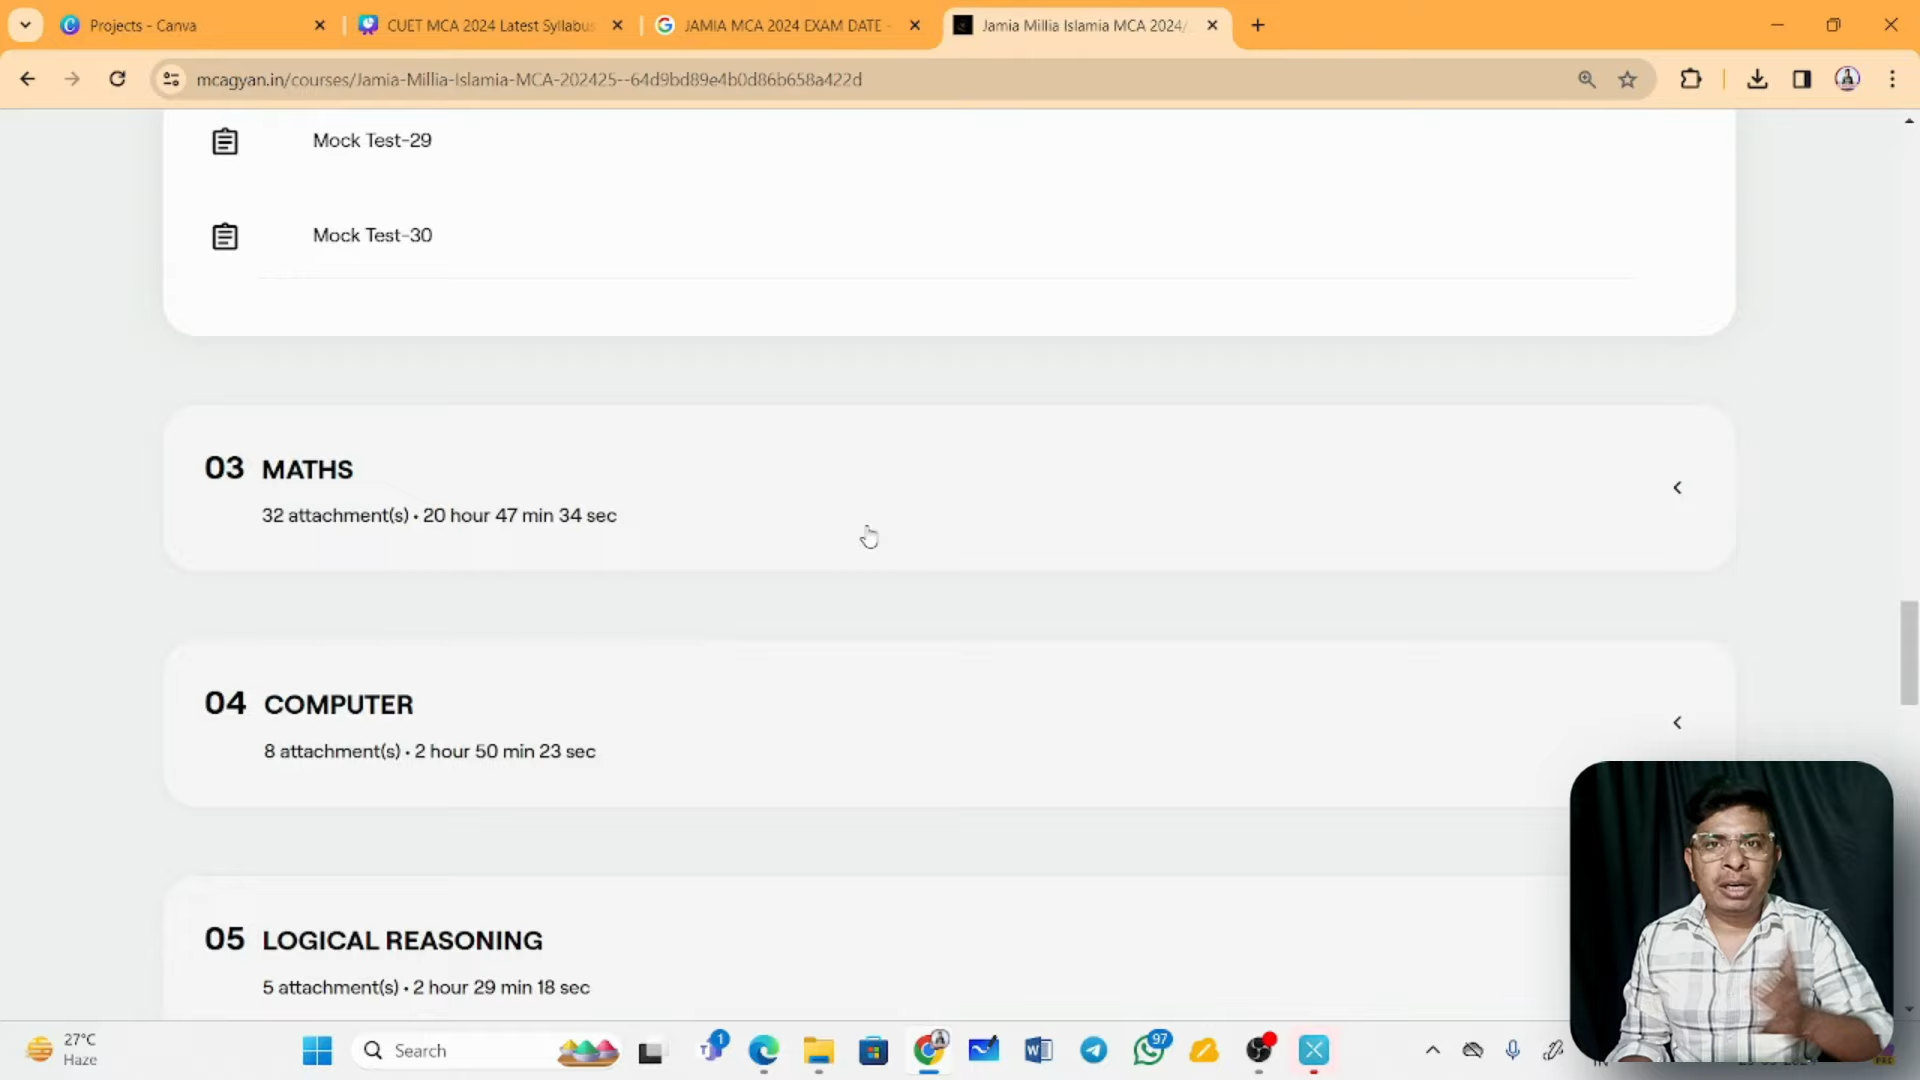 Projects - Canva
CUET MCA 2024 Latest Syllabus
JAMIA MCA 2024 EXAM DATE -
Jamia Millia Islamia MCA 2024/
mcagyan.in/courses/Jamia-Millia-Islamia-MCA-202425--64d9bd89e4b0d86b658a422d
Mock Test-29
Mock Test-30
03 MATHS
32 attachment(s) • 20 hour 47 min 34 sec
04 COMPUTER
8 attachment(s) • 2 hour 50 min 23 sec
05 LOGICAL REASONING
5 attachment(s) • 2 hour 29 min 18 sec
27°C
Haze
Search
1
97